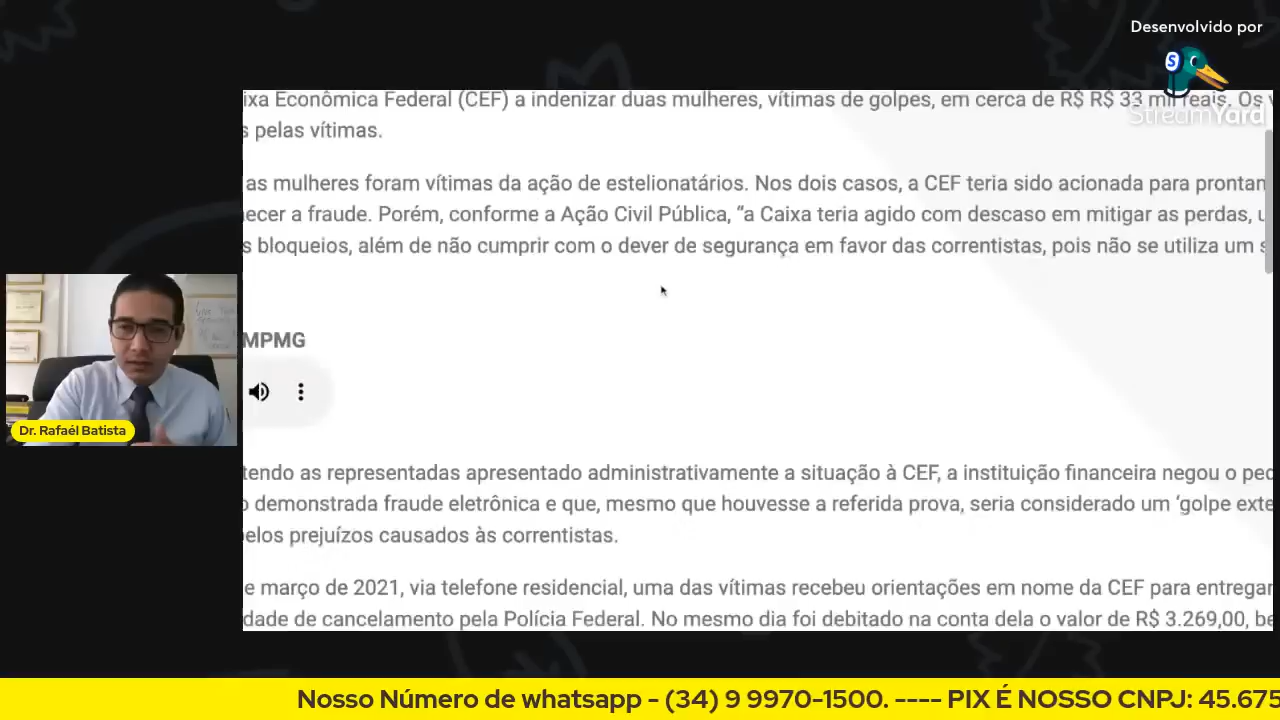 Desenvolvido por
S
StreamYard
ixa Econômica Federal (CEF) a indenizar duas mulheres, vítimas de golpes, em cerca de R$ R$ 33 mil reais. Os
s pelas vítimas.
as mulheres foram vítimas da ação de estelionatários. Nos dois casos, a CEF teria sido acionada para prontan
ecer a fraude. Porém, conforme a Ação Civil Pública, “a Caixa teria agido com descaso em mitigar as perdas, u
s bloqueios, além de não cumprir com o dever de segurança em favor das correntistas, pois não se utiliza um s
MPMG
tendo as representadas apresentado administrativamente a situação à CEF, a instituição financeira negou o ped
o demonstrada fraude eletrônica e que, mesmo que houvesse a referida prova, seria considerado um ‘golpe exte
elos prejuízos causados às correntistas.
e março de 2021, via telefone residencial, uma das vítimas recebeu orientações em nome da CEF para entregar
dade de cancelamento pela Polícia Federal. No mesmo dia foi debitado na conta dela o valor de R$ 3.269,00, be
Dr. Rafaél Batista
Nosso Número de whatsapp - (34) 9 9970-1500. ---- PIX É NOSSO CNPJ: 45.675